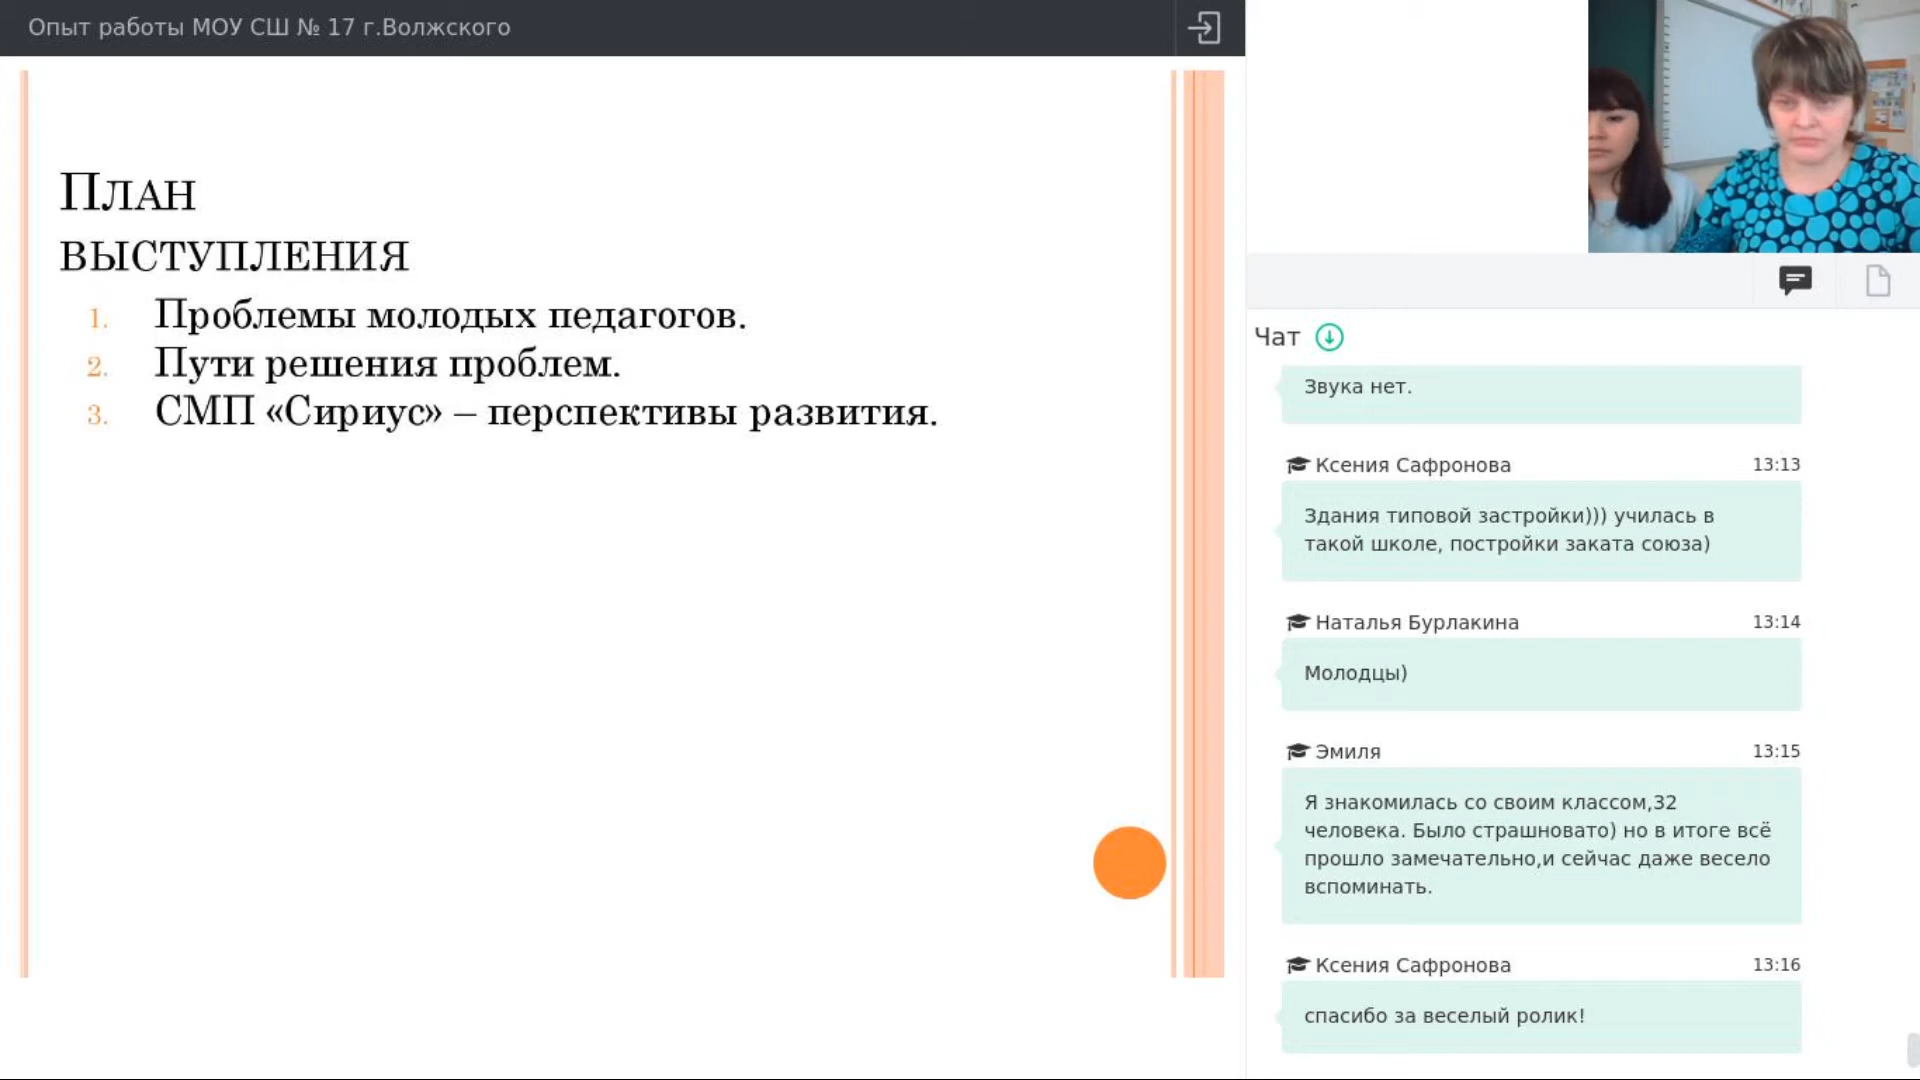 Опыт работы МОУ СШ № 17 г.Волжского
План
выступления
1. Проблемы молодых педагогов.
2. Пути решения проблем.
3. СМП «Сириус» – перспективы развития.
Чат
Звука нет.
Ксения Сафронова 13:13
Здания типовой застройки))) училась в
такой школе, постройки заката союза)
Наталья Бурлакина 13:14
Молодцы)
Эмиля 13:15
Я знакомилась со своим классом,32
человека. Было страшновато) но в итоге всё
прошло замечательно,и сейчас даже весело
вспоминать.
Ксения Сафронова 13:16
спасибо за веселый ролик!